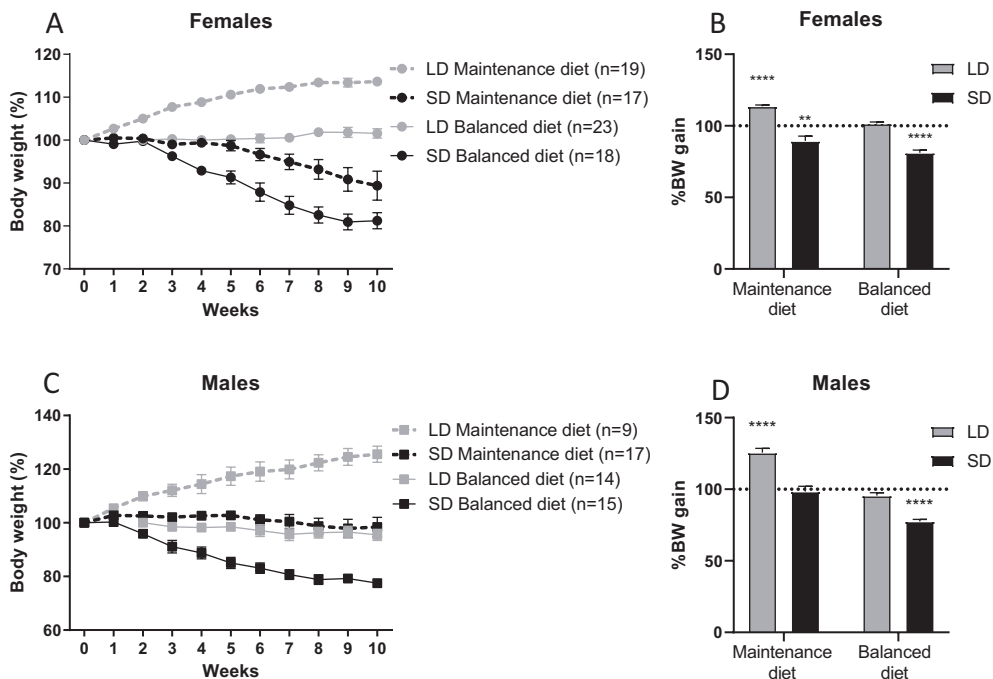 A
Females
Body weight (%)
120
110
100
90
80
70
0 1 2 3 4 5 6 7 8 9 10
Weeks
LD Maintenance diet (n=19)
SD Maintenance diet (n=17)
LD Balanced diet (n=23)
SD Balanced diet (n=18)
B
Females
%BW gain
150
100
50
0
****
**
****
Maintenance
diet
Balanced
diet
LD
SD
C
Males
Body weight (%)
140
120
100
80
60
0 1 2 3 4 5 6 7 8 9 10
Weeks
LD Maintenance diet (n=9)
SD Maintenance diet (n=17)
LD Balanced diet (n=14)
SD Balanced diet (n=15)
D
Males
%BW gain
150
100
50
0
****
****
Maintenance
diet
Balanced
diet
LD
SD